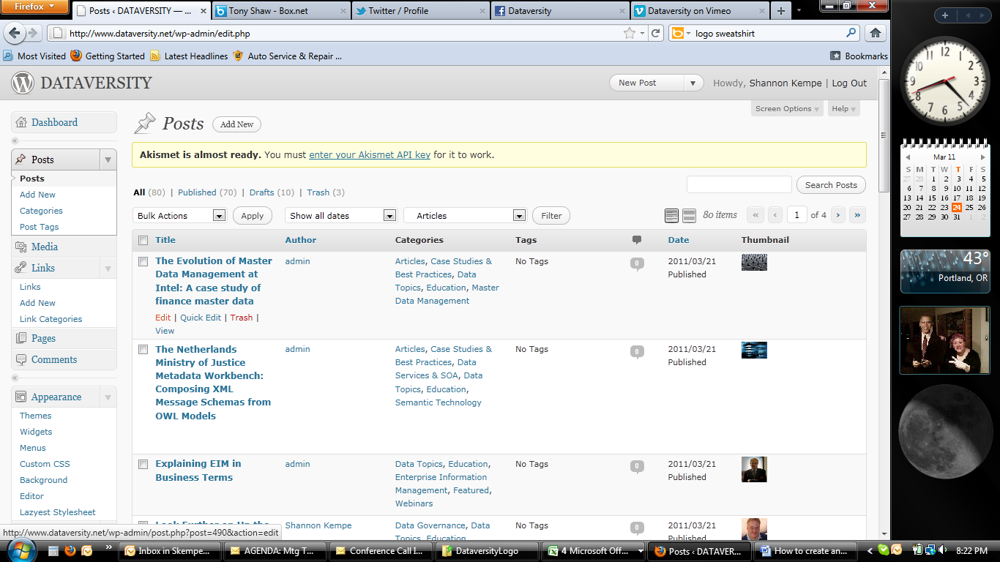 Firefox
Posts ‹ DATAVERSITY — ...
Tony Shaw - Box.net
Twitter / Profile
Dataversity
Dataversity on Vimeo
http://www.dataversity.net/wp-admin/edit.php
logo sweatshirt
Most Visited
Getting Started
Latest Headlines
Auto Service & Repair ...
Bookmarks
DATAVERSITY
New Post
Howdy, Shannon Kempe | Log Out
Screen Options
Help
Dashboard
Posts
Posts
Add New
Categories
Post Tags
Media
Links
Links
Add New
Link Categories
Pages
Comments
Appearance
Themes
Widgets
Menus
Custom CSS
Background
Editor
Lazyest Stylesheet
Posts
Add New
Akismet is almost ready. You must enter your Akismet API key for it to work.
Search Posts
All (80) | Published (70) | Drafts (10) | Trash (3)
Bulk Actions
Apply
Show all dates
Articles
Filter
80 items
«
‹
1
of 4
›
»
Title
Author
Categories
Tags
Date
Thumbnail
The Evolution of Master
Data Management at
Intel: A case study of
finance master data
Edit | Quick Edit | Trash |
View
admin
Articles, Case Studies &
Best Practices, Data
Topics, Education, Master
Data Management
No Tags
0
2011/03/21
Published
The Netherlands
Ministry of Justice
Metadata Workbench:
Composing XML
Message Schemas from
OWL Models
admin
Articles, Case Studies &
Best Practices, Data
Services & SOA, Data
Topics, Education,
Semantic Technology
No Tags
0
2011/03/21
Published
Explaining EIM in
Business Terms
admin
Data Topics, Education,
Enterprise Information
Management, Featured,
Webinars
No Tags
0
2011/03/21
Published
Look Further on Up the
Shannon Kempe
Data Governance, Data
Topics, Education,
No Tags
0
2011/03/21
Published
http://www.dataversity.net/wp-admin/post.php?post=490&action=edit
12
1
2
3
4
5
6
7
8
9
10
11
Mar 11
S M T W T F S
27 28 1 2 3 4 5
6 7 8 9 10 11 12
13 14 15 16 17 18 19
20 21 22 23 24 25 26
27 28 29 30 31 1 2
43°
Portland, OR
Inbox in Skempe...
AGENDA: Mtg T...
Conference Call I...
DataversityLogo
4 Microsoft Off...
Posts ‹ DATAVER...
How to create an...
8:22 PM